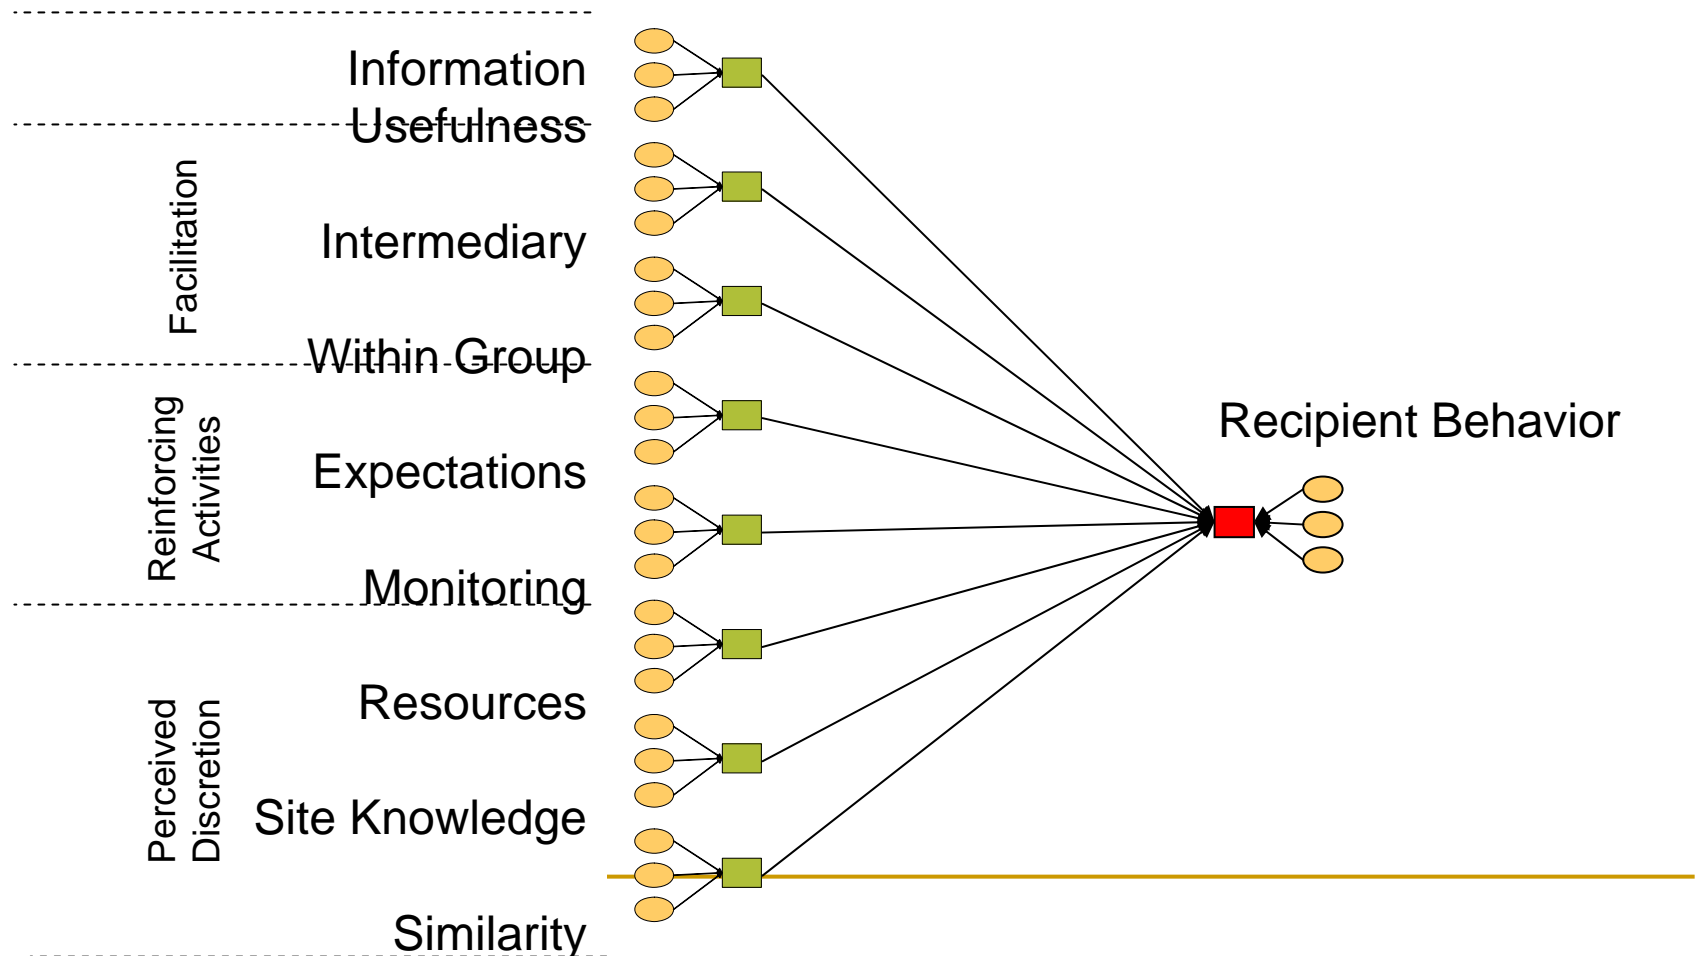 Information
Usefulness
Facilitation
Intermediary
Within Group
Reinforcing
Activities
Expectations
Monitoring
Perceived
Discretion
Resources
Site Knowledge
Similarity
Recipient Behavior